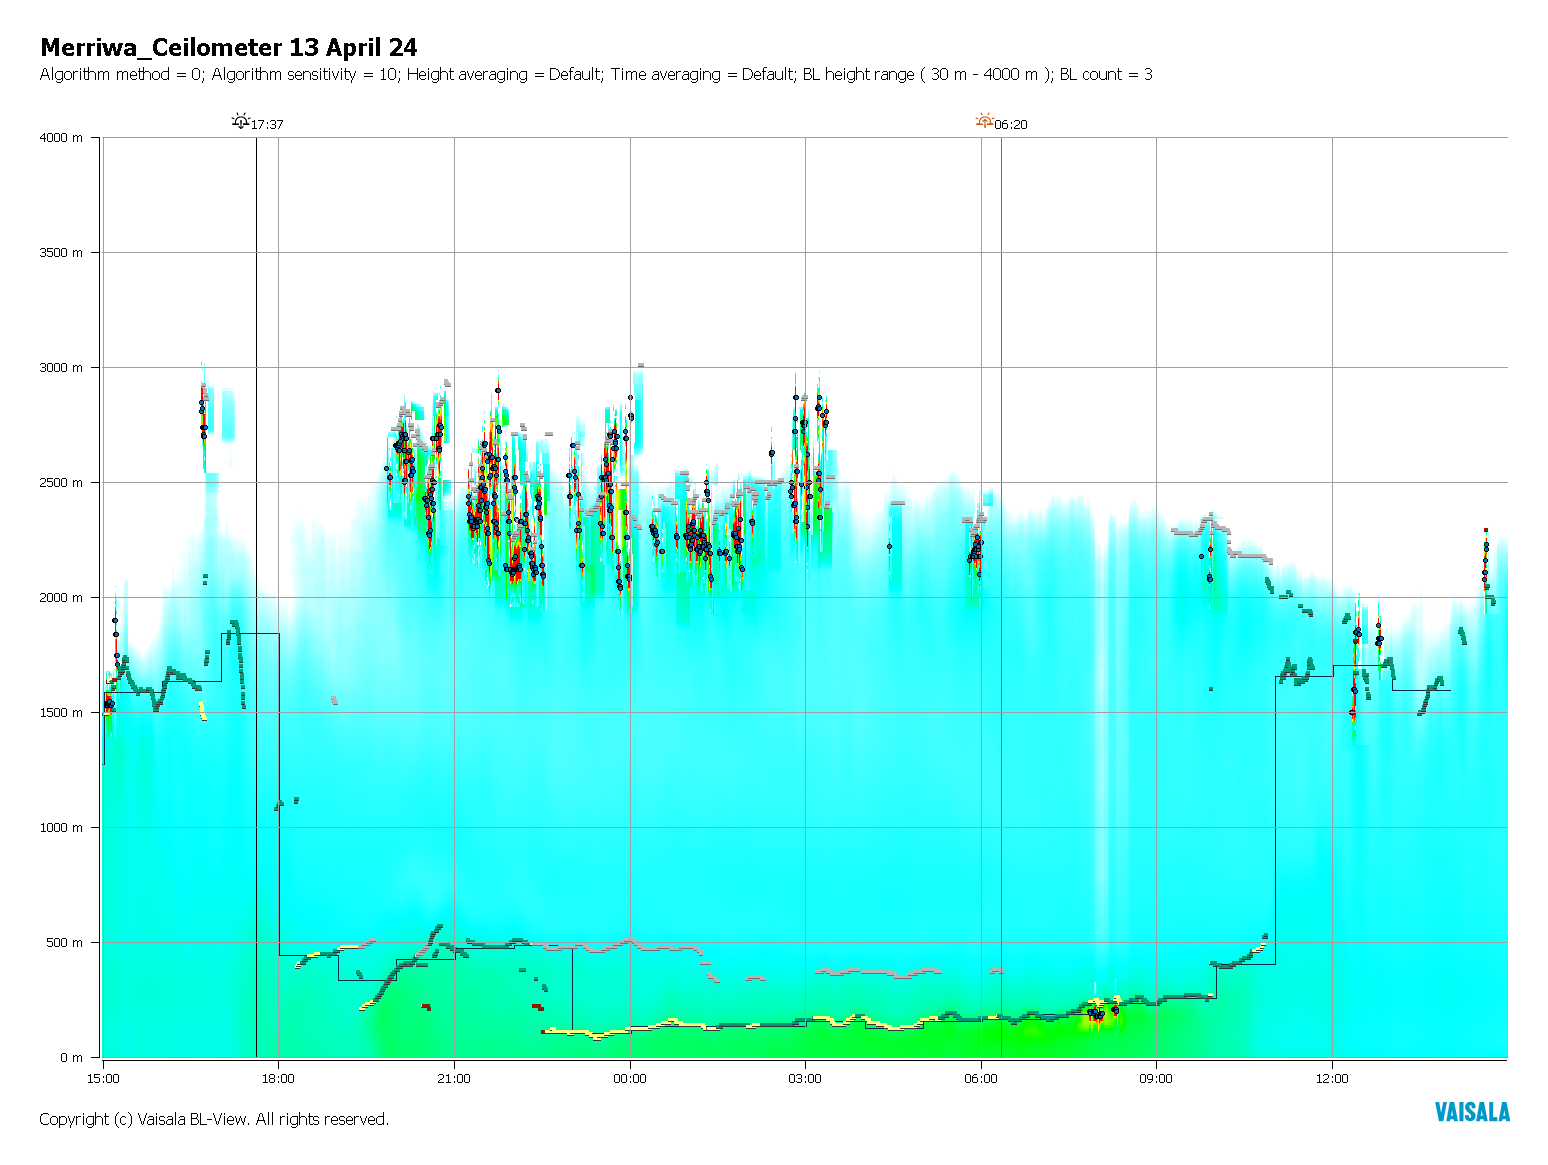 Merriwa_Ceilometer 13 April 24
Algorithm method = 0; Algorithm sensitivity = 10; Height averaging = Default; Time averaging = Default; BL height range ( 30 m - 4000 m ); BL count = 3
17:37
06:20
4000 m
3500 m
3000 m
2500 m
2000 m
1500 m
1000 m
500 m
0 m
15:00
18:00
21:00
00:00
03:00
06:00
09:00
12:00
Copyright (c) Vaisala BL-View. All rights reserved.
VAISALA